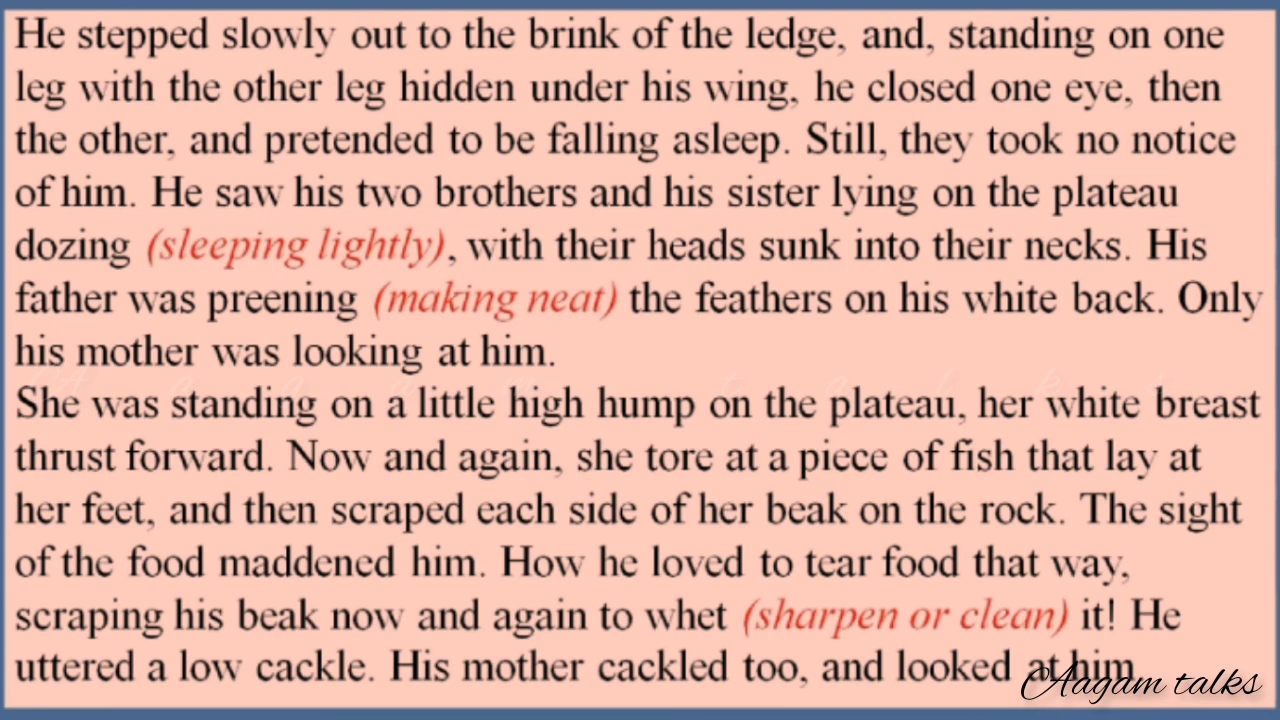 He stepped slowly out to the brink of the ledge, and, standing on one
leg with the other leg hidden under his wing, he closed one eye, then
the other, and pretended to be falling asleep. Still, they took no notice
of him. He saw his two brothers and his sister lying on the plateau
dozing (sleeping lightly), with their heads sunk into their necks. His
father was preening (making neat) the feathers on his white back. Only
his mother was looking at him.
She was standing on a little high hump on the plateau, her white breast
thrust forward. Now and again, she tore at a piece of fish that lay at
her feet, and then scraped each side of her beak on the rock. The sight
of the food maddened him. How he loved to tear food that way,
scraping his beak now and again to whet (sharpen or clean) it! He
uttered a low cackle. His mother cackled too, and looked at him
Aagam talks